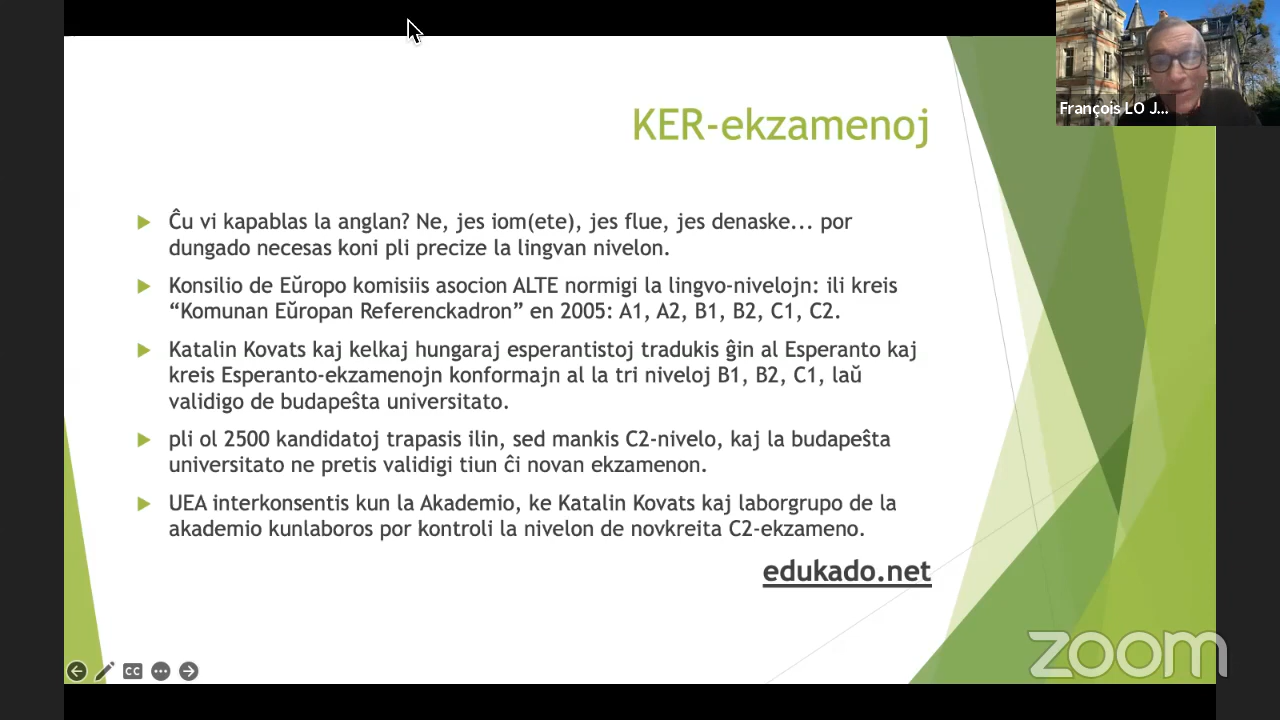 François LO J...
KER-ekzamenoj
Ĉu vi kapablas la anglan? Ne, jes iom(ete), jes flue, jes denaske... por
dungado necesas koni pli precize la lingvan nivelon.
Konsilio de Eŭropo komisiis asocion ALTE normigi la lingvo-nivelojn: ili kreis
“Komunan Eŭropan Referenckadron” en 2005: A1, A2, B1, B2, C1, C2.
Katalin Kovats kaj kelkaj hungaraj esperantistoj tradukis ĝin al Esperanto kaj
kreis Esperanto-ekzamenojn konformajn al la tri niveloj B1, B2, C1, laŭ
validigo de budapeŝta universitato.
pli ol 2500 kandidatoj trapasis ilin, sed mankis C2-nivelo, kaj la budapeŝta
universitato ne pretis validigi tiun ĉi novan ekzamenon.
UEA interkonsentis kun la Akademio, ke Katalin Kovats kaj laborgrupo de la
akademio kunlaboros por kontroli la nivelon de novkreita C2-ekzameno.
edukado.net
CC
zoom